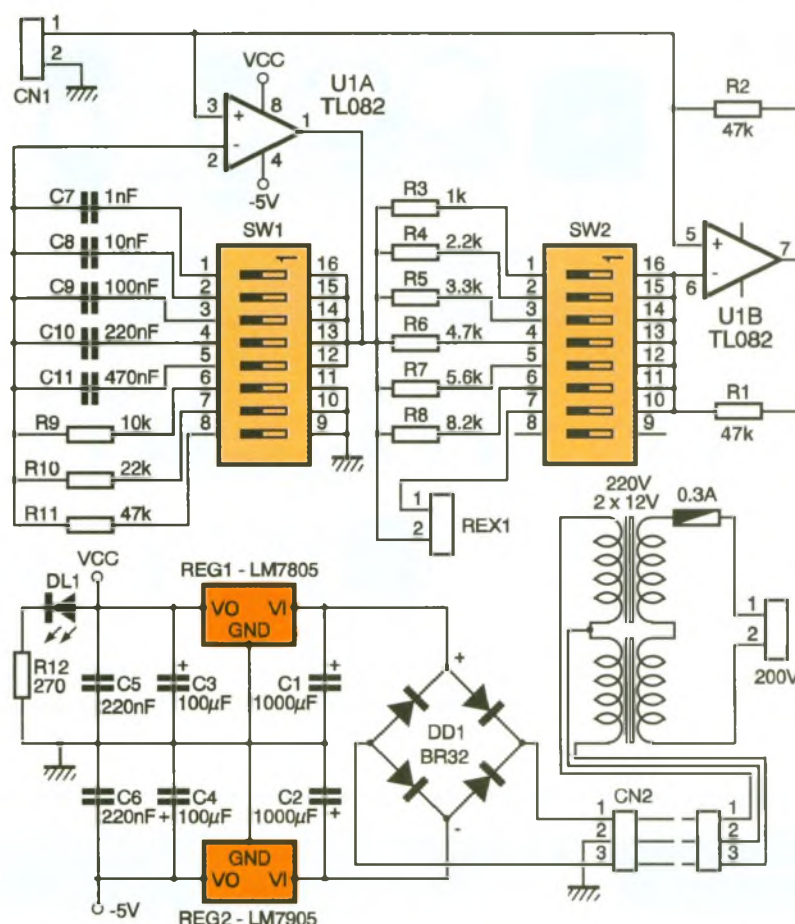 1
2
CN1
VCC
U1A
TL082
3
+
8
1
-
2
4
-5V
R2
47k
C7 1nF
C8 10nF
C9 100nF
C10 220nF
C11 470nF
R9 10k
R10 22k
R11 47k
SW1
1
1 16
2 15
3 14
4 13
5 12
6 11
7 10
8 9
R3 1k
R4 2.2k
R5 3.3k
R6 4.7k
R7 5.6k
R8 8.2k
SW2
1
1 16
2 15
3 14
4 13
5 12
6 11
7 10
8 9
5
+
7
-
6
U1B
TL082
R1
47k
1
2
REX1
220V
2 x 12V
0.3A
1
2
200V
VCC
DL1
R12
270
REG1 - LM7805
VO VI
GND
C5
220nF
+
C3
100µF
+
C1
1000µF
+
DD1
BR32
-
C6
220nF
C4
+ 100µF
C2
1000µF
+
GND
VO VI
REG2 - LM7905
-5V
CN2
1 1
2 2
3 3